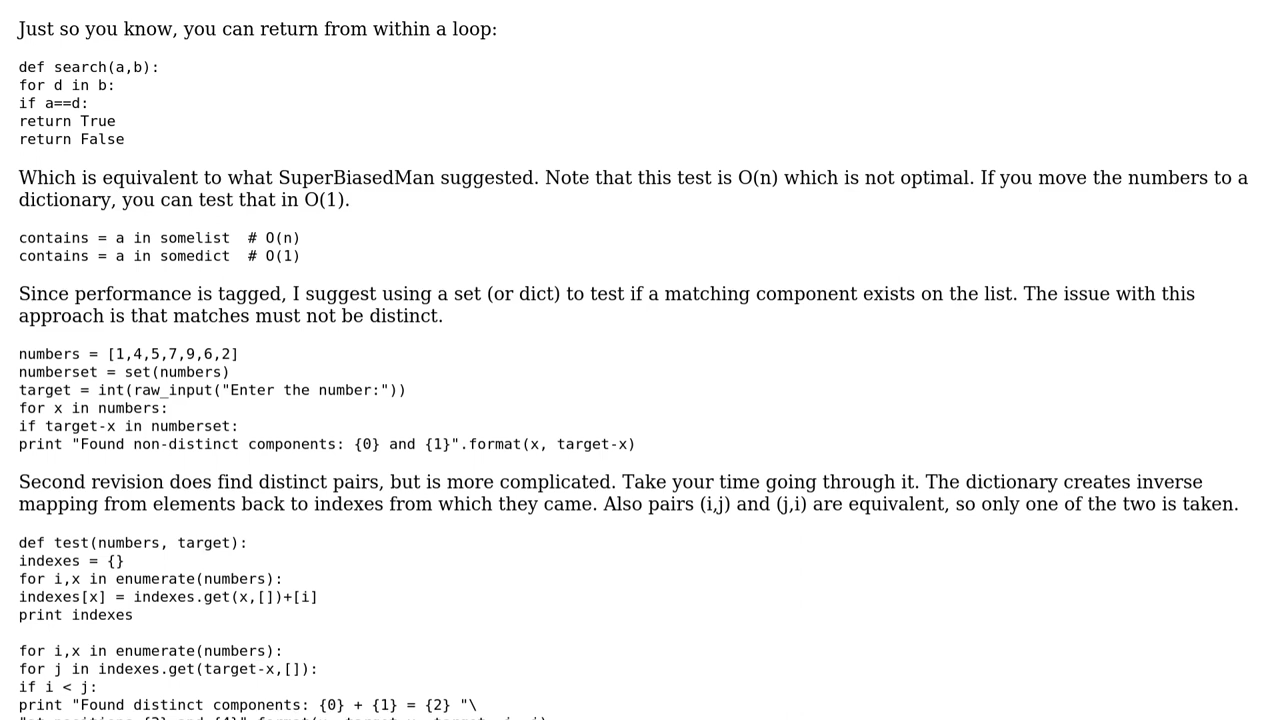 Just so you know, you can return from within a loop:
def search(a,b):
for d in b:
if a==d:
return True
return False
Which is equivalent to what SuperBiasedMan suggested. Note that this test is O(n) which is not optimal. If you move the numbers to a
dictionary, you can test that in O(1).
contains = a in somelist  # O(n)
contains = a in somedict  # O(1)
Since performance is tagged, I suggest using a set (or dict) to test if a matching component exists on the list. The issue with this
approach is that matches must not be distinct.
numbers = [1,4,5,7,9,6,2]
numberset = set(numbers)
target = int(raw_input("Enter the number:"))
for x in numbers:
if target-x in numberset:
print "Found non-distinct components: {0} and {1}".format(x, target-x)
Second revision does find distinct pairs, but is more complicated. Take your time going through it. The dictionary creates inverse
mapping from elements back to indexes from which they came. Also pairs (i,j) and (j,i) are equivalent, so only one of the two is taken.
def test(numbers, target):
indexes = {}
for i,x in enumerate(numbers):
indexes[x] = indexes.get(x,[])+[i]
print indexes
for i,x in enumerate(numbers):
for j in indexes.get(target-x,[]):
if i < j:
print "Found distinct components: {0} + {1} = {2} "\